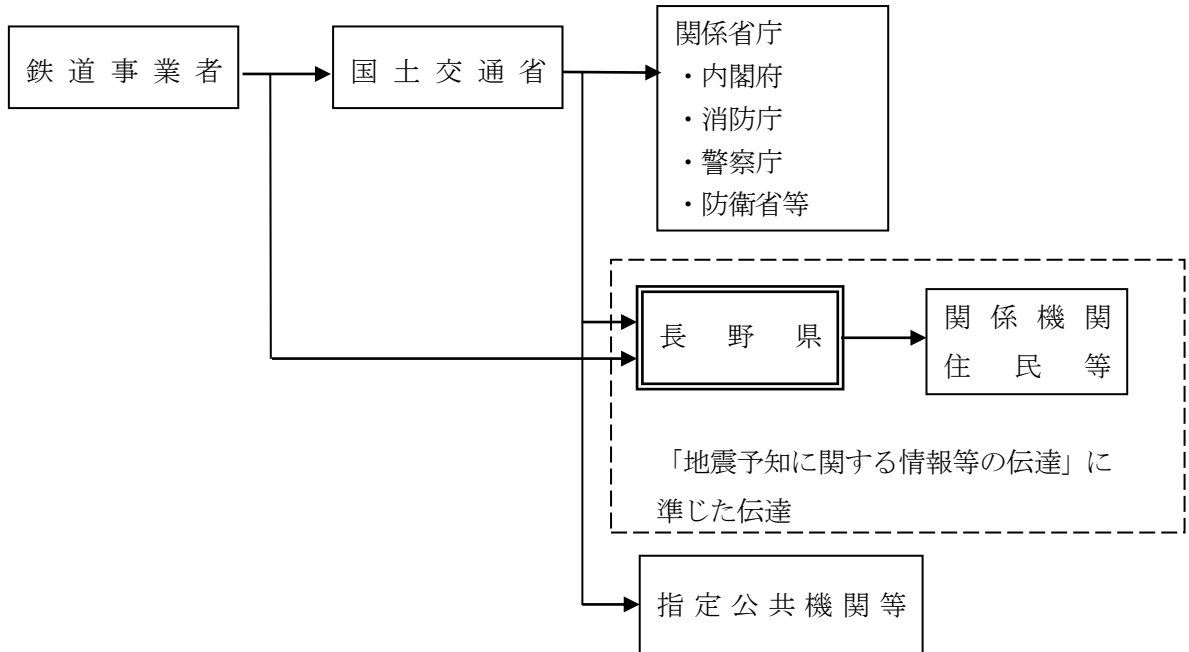 鉄道事業者
国土交通省
関係省庁
・内閣府
・消防庁
・警察庁
・防衛省等
長野県
関係機関
住民等
「地震予知に関する情報等の伝達」に
準じた伝達
指定公共機関等